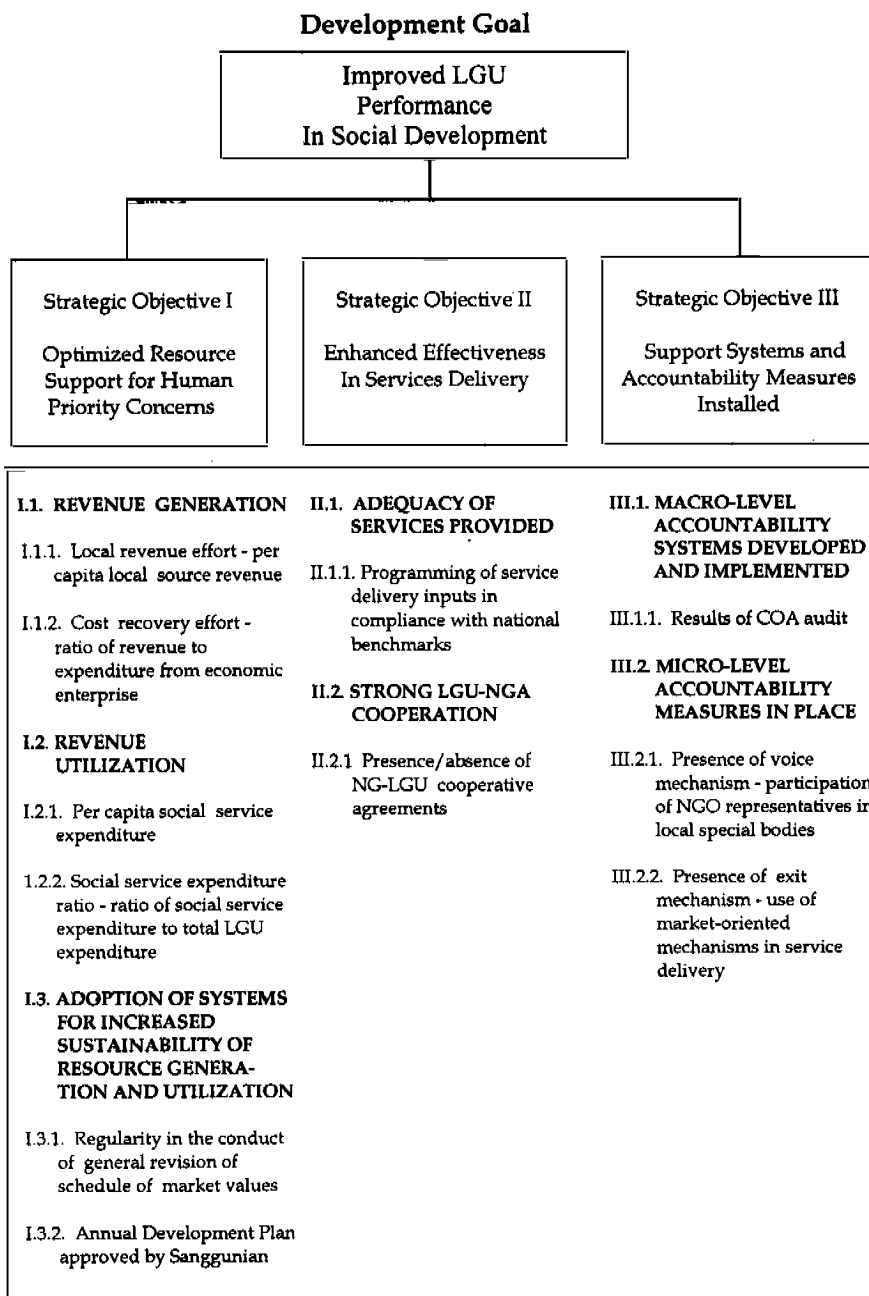 Development Goal
Improved LGU
Performance
In Social Development
Strategic Objective I
Optimized Resource
Support for Human
Priority Concerns
Strategic Objective II
Enhanced Effectiveness
In Services Delivery
Strategic Objective III
Support Systems and
Accountability Measures
Installed
I.1. REVENUE GENERATION
I.1.1. Local revenue effort - per
capita local source revenue
I.1.2. Cost recovery effort -
ratio of revenue to
expenditure from economic
enterprise
I.2. REVENUE
UTILIZATION
I.2.1. Per capita social service
expenditure
1.2.2. Social service expenditure
ratio - ratio of social service
expenditure to total LGU
expenditure
I.3. ADOPTION OF SYSTEMS
FOR INCREASED
SUSTAINABILITY OF
RESOURCE GENERA-
TION AND UTILIZATION
I.3.1. Regularity in the conduct
of general revision of
schedule of market values
I.3.2. Annual Development Plan
approved by Sanggunian
II.1. ADEQUACY OF
SERVICES PROVIDED
II.1.1. Programming of service
delivery inputs in
compliance with national
benchmarks
II.2. STRONG LGU-NGA
COOPERATION
II.2.1 Presence/absence of
NG-LGU cooperative
agreements
III.1. MACRO-LEVEL
ACCOUNTABILITY
SYSTEMS DEVELOPED
AND IMPLEMENTED
III.1.1. Results of COA audit
III.2. MICRO-LEVEL
ACCOUNTABILITY
MEASURES IN PLACE
III.2.1. Presence of voice
mechanism - participation
of NGO representatives in
local special bodies
III.2.2. Presence of exit
mechanism - use of
market-oriented
mechanisms in service
delivery